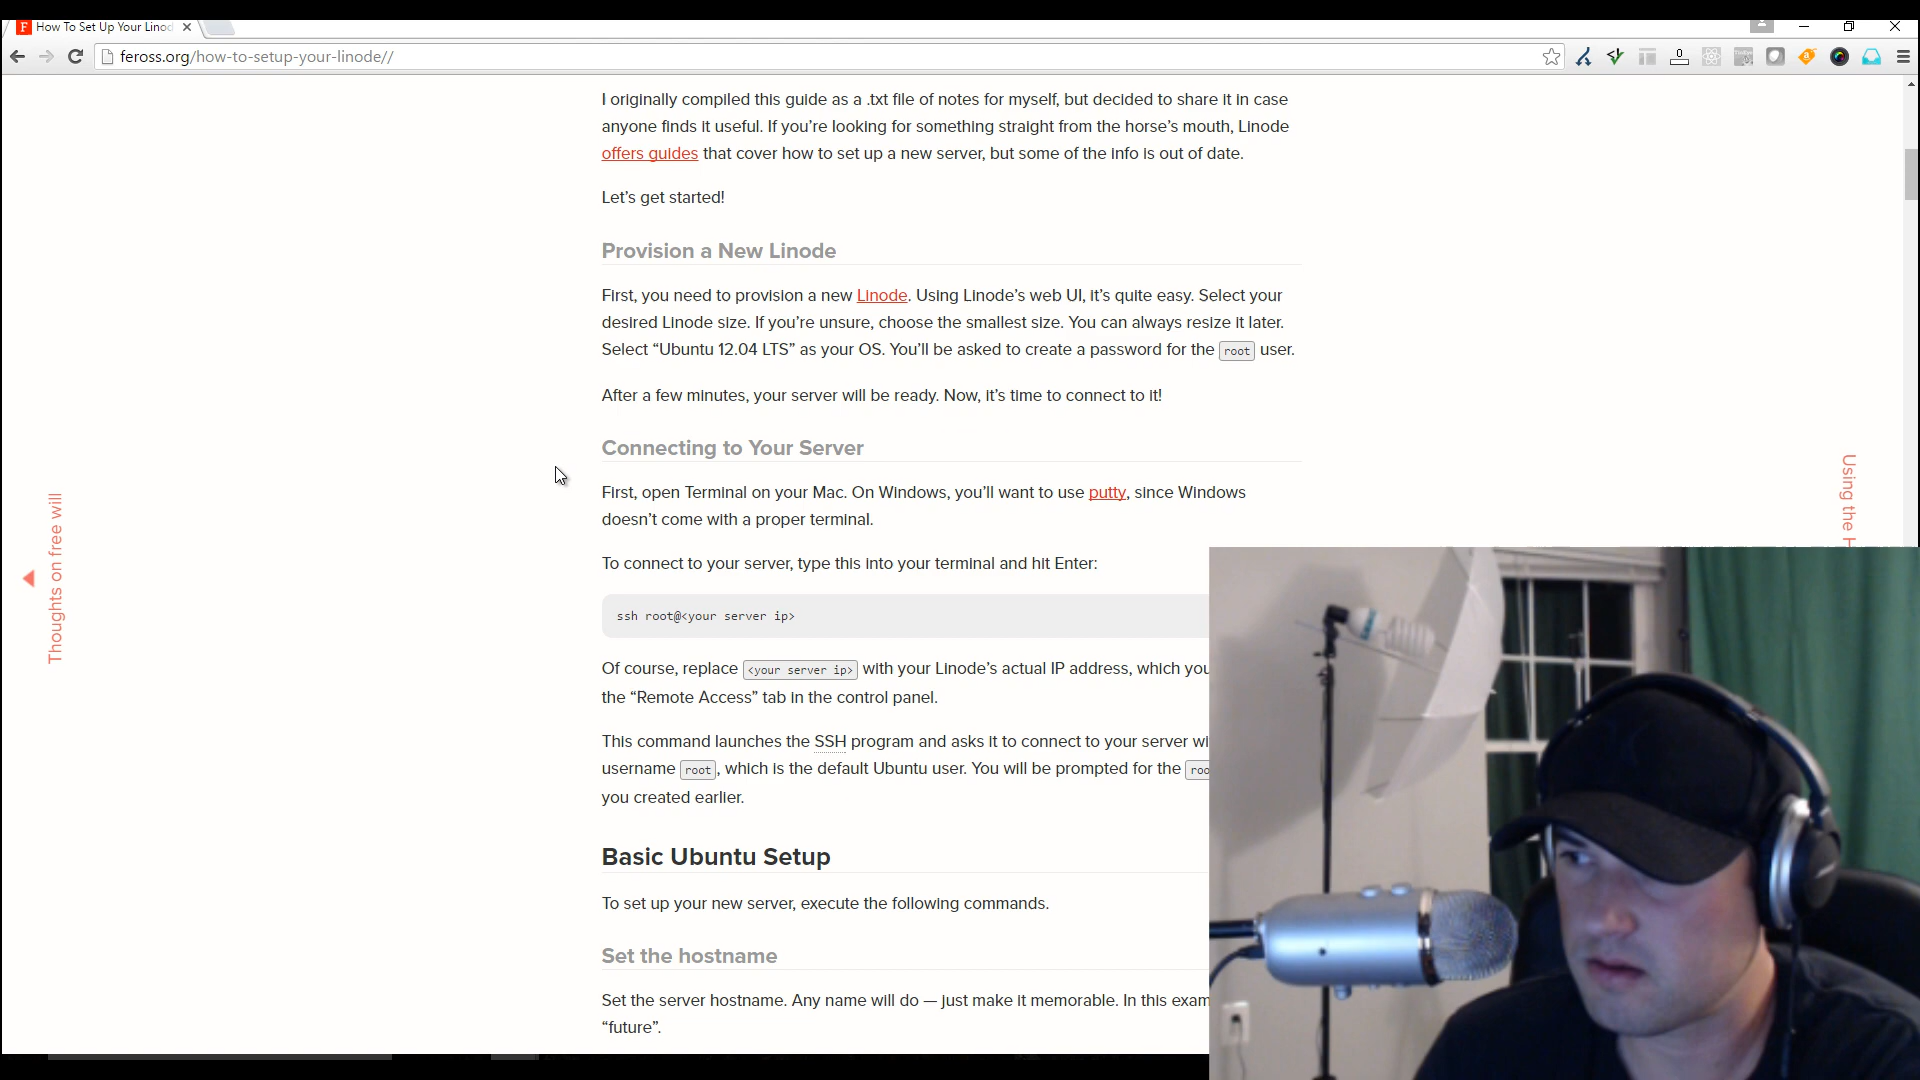 How To Set Up Your Linod
feross.org/how-to-setup-your-linode//
I originally compiled this guide as a .txt file of notes for myself, but decided to share it in case
anyone finds it useful. If you’re looking for something straight from the horse’s mouth, Linode
offers guides that cover how to set up a new server, but some of the info is out of date.
Let’s get started!
Provision a New Linode
First, you need to provision a new Linode. Using Linode’s web UI, it’s quite easy. Select your
desired Linode size. If you’re unsure, choose the smallest size. You can always resize it later.
Select “Ubuntu 12.04 LTS” as your OS. You’ll be asked to create a password for the root user.
After a few minutes, your server will be ready. Now, it’s time to connect to it!
Connecting to Your Server
First, open Terminal on your Mac. On Windows, you’ll want to use putty, since Windows
doesn’t come with a proper terminal.
To connect to your server, type this into your terminal and hit Enter:
ssh root@<your server ip>
Of course, replace <your server ip> with your Linode’s actual IP address, which you
the “Remote Access” tab in the control panel.
This command launches the SSH program and asks it to connect to your server wi
username root, which is the default Ubuntu user. You will be prompted for the roo
you created earlier.
Basic Ubuntu Setup
To set up your new server, execute the following commands.
Set the hostname
Set the server hostname. Any name will do — just make it memorable. In this exam
“future”.
Thoughts on free will
Using the H